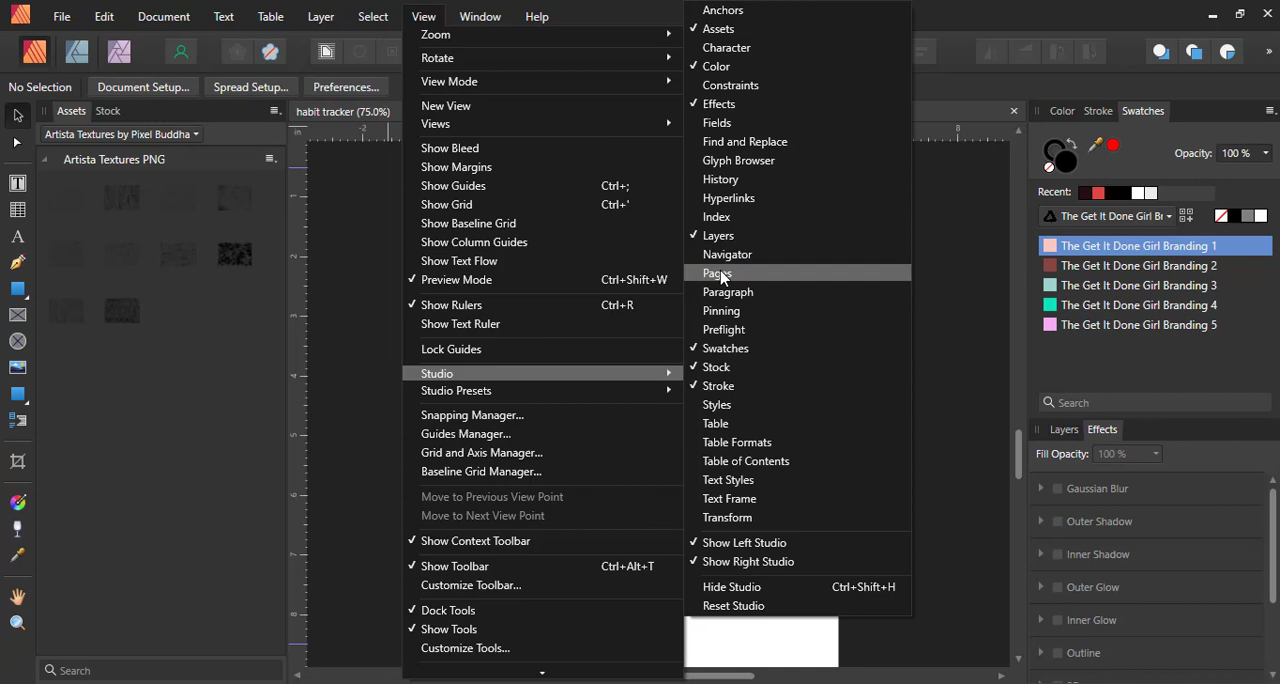 File Edit Document Text Table Layer Select View Window Help
No Selection Document Setup... Spread Setup... Preferences...
Assets Stock
Artista Textures by Pixel Buddha
Artista Textures PNG
Search
habit tracker (75.0%)
in -2 8
1
2
3
4
5
6
7
8
Zoom
Rotate
View Mode
New View
Views
Show Bleed
Show Margins
Show Guides Ctrl+;
Show Grid Ctrl+'
Show Baseline Grid
Show Column Guides
Show Text Flow
Preview Mode Ctrl+Shift+W
Show Rulers Ctrl+R
Show Text Ruler
Lock Guides
Studio
Studio Presets
Snapping Manager...
Guides Manager...
Grid and Axis Manager...
Baseline Grid Manager...
Move to Previous View Point
Move to Next View Point
Show Context Toolbar
Show Toolbar Ctrl+Alt+T
Customize Toolbar...
Dock Tools
Show Tools
Customize Tools...
Anchors
Assets
Character
Color
Constraints
Effects
Fields
Find and Replace
Glyph Browser
History
Hyperlinks
Index
Layers
Navigator
Pages
Paragraph
Pinning
Preflight
Swatches
Stock
Stroke
Styles
Table
Table Formats
Table of Contents
Text Styles
Text Frame
Transform
Show Left Studio
Show Right Studio
Hide Studio Ctrl+Shift+H
Reset Studio
Color Stroke Swatches
Opacity: 100 %
Recent:
The Get It Done Girl Br
The Get It Done Girl Branding 1
The Get It Done Girl Branding 2
The Get It Done Girl Branding 3
The Get It Done Girl Branding 4
The Get It Done Girl Branding 5
Search
Layers Effects
Fill Opacity: 100 %
Gaussian Blur
Outer Shadow
Inner Shadow
Outer Glow
Inner Glow
Outline